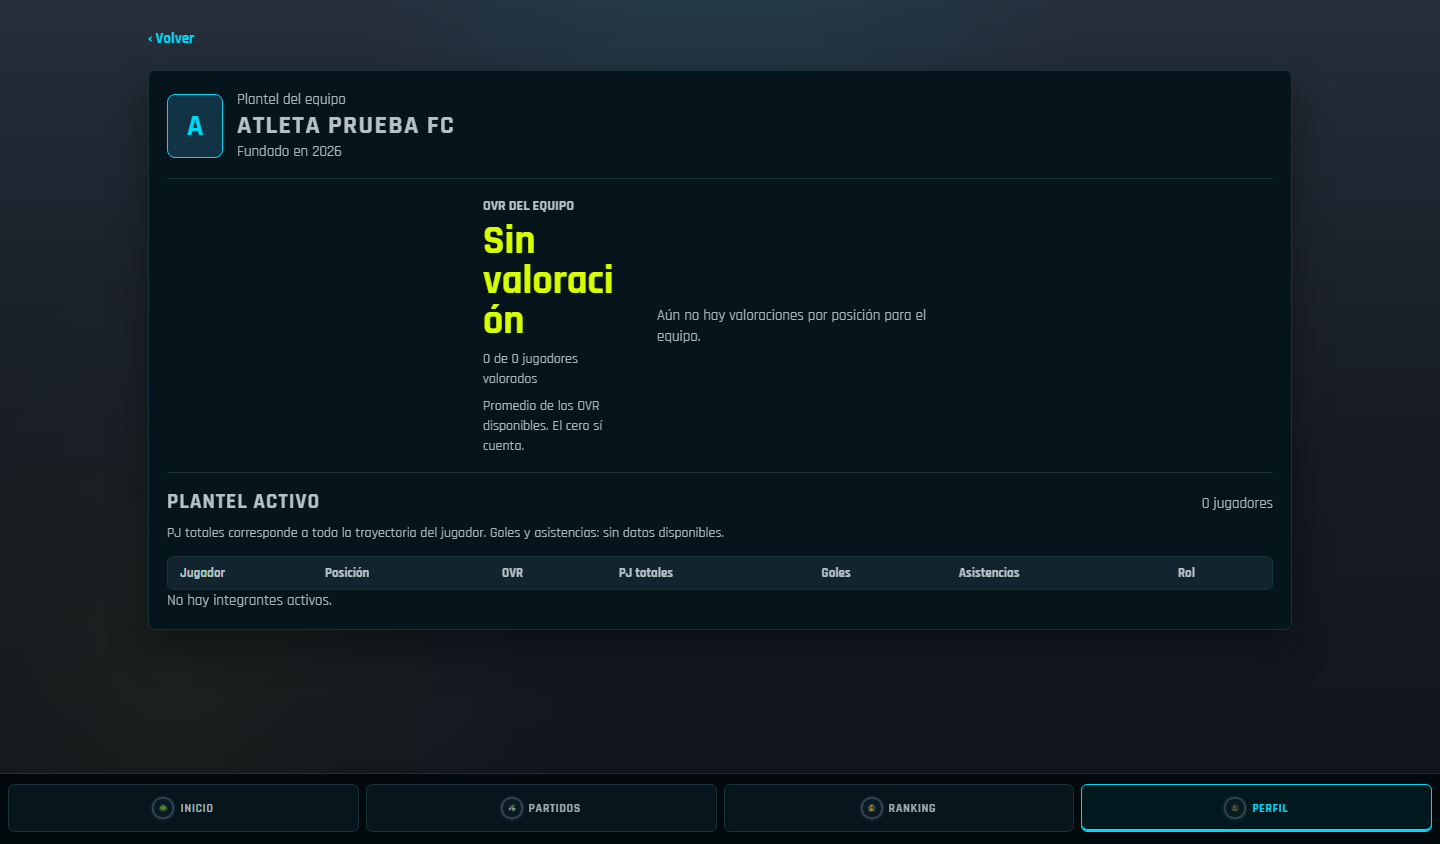 ‹ Volver
A
Plantel del equipo
ATLETA PRUEBA FC
Fundado en 2026
OVR DEL EQUIPO
Sin
valoraci
ón
0 de 0 jugadores
valorados
Promedio de los OVR
disponibles. El cero sí
cuenta.
Aún no hay valoraciones por posición para el
equipo.
PLANTEL ACTIVO
0 jugadores
PJ totales corresponde a toda la trayectoria del jugador. Goles y asistencias: sin datos disponibles.
Jugador Posición OVR PJ totales Goles Asistencias Rol
No hay integrantes activos.
INICIO PARTIDOS RANKING PERFIL